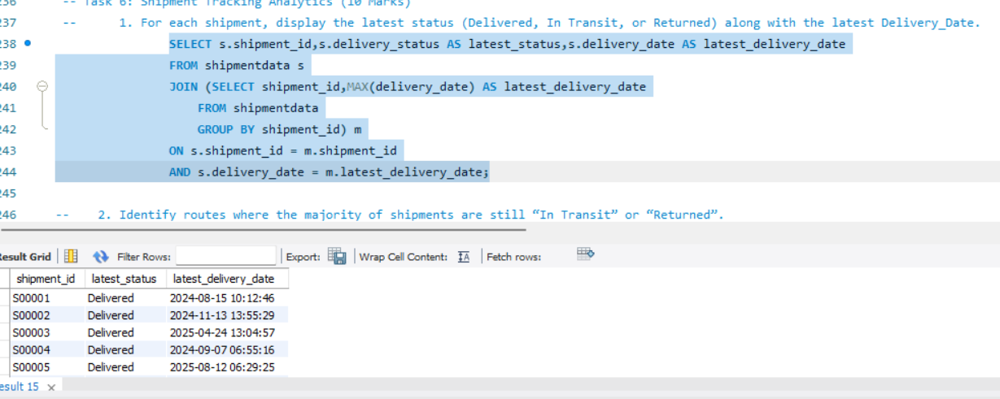 236 -- Task 6: Shipment Tracking Analytics (10 Marks)
237 -- 1. For each shipment, display the latest status (Delivered, In Transit, or Returned) along with the latest Delivery_Date.
238 SELECT s.shipment_id,s.delivery_status AS latest_status,s.delivery_date AS latest_delivery_date
239 FROM shipmentdata s
240 JOIN (SELECT shipment_id,MAX(delivery_date) AS latest_delivery_date
241 FROM shipmentdata
242 GROUP BY shipment_id) m
243 ON s.shipment_id = m.shipment_id
244 AND s.delivery_date = m.latest_delivery_date;
245
246 -- 2. Identify routes where the majority of shipments are still “In Transit” or “Returned”.
Result Grid Filter Rows: Export: Wrap Cell Content: IA Fetch rows:
shipment_id latest_status latest_delivery_date
S00001 Delivered 2024-08-15 10:12:46
S00002 Delivered 2024-11-13 13:55:29
S00003 Delivered 2025-04-24 13:04:57
S00004 Delivered 2024-09-07 06:55:16
S00005 Delivered 2025-08-12 06:29:25
esult 15 x